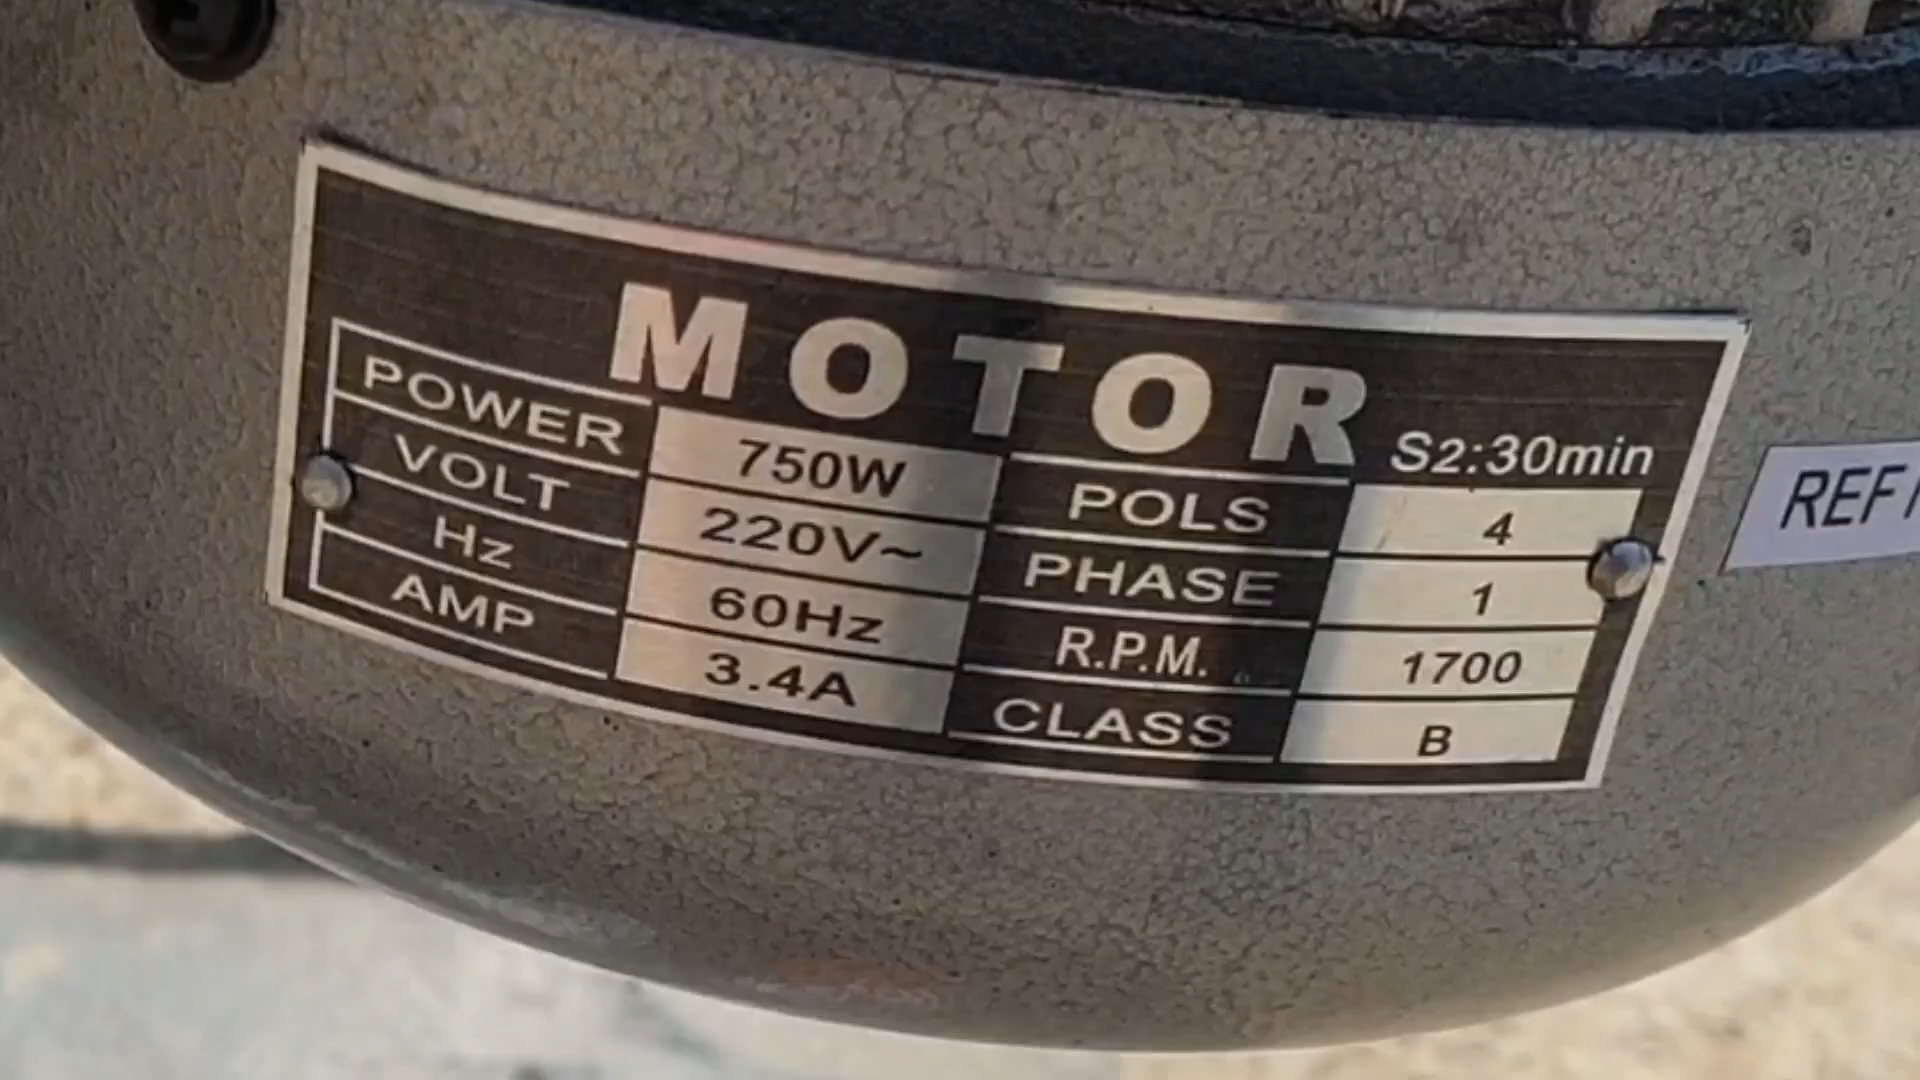 MOTOR
S2:30min
POWER 750W POLS 4
VOLT 220V~ PHASE 1
Hz 60Hz R.P.M. 1700
AMP 3.4A CLASS B
REF